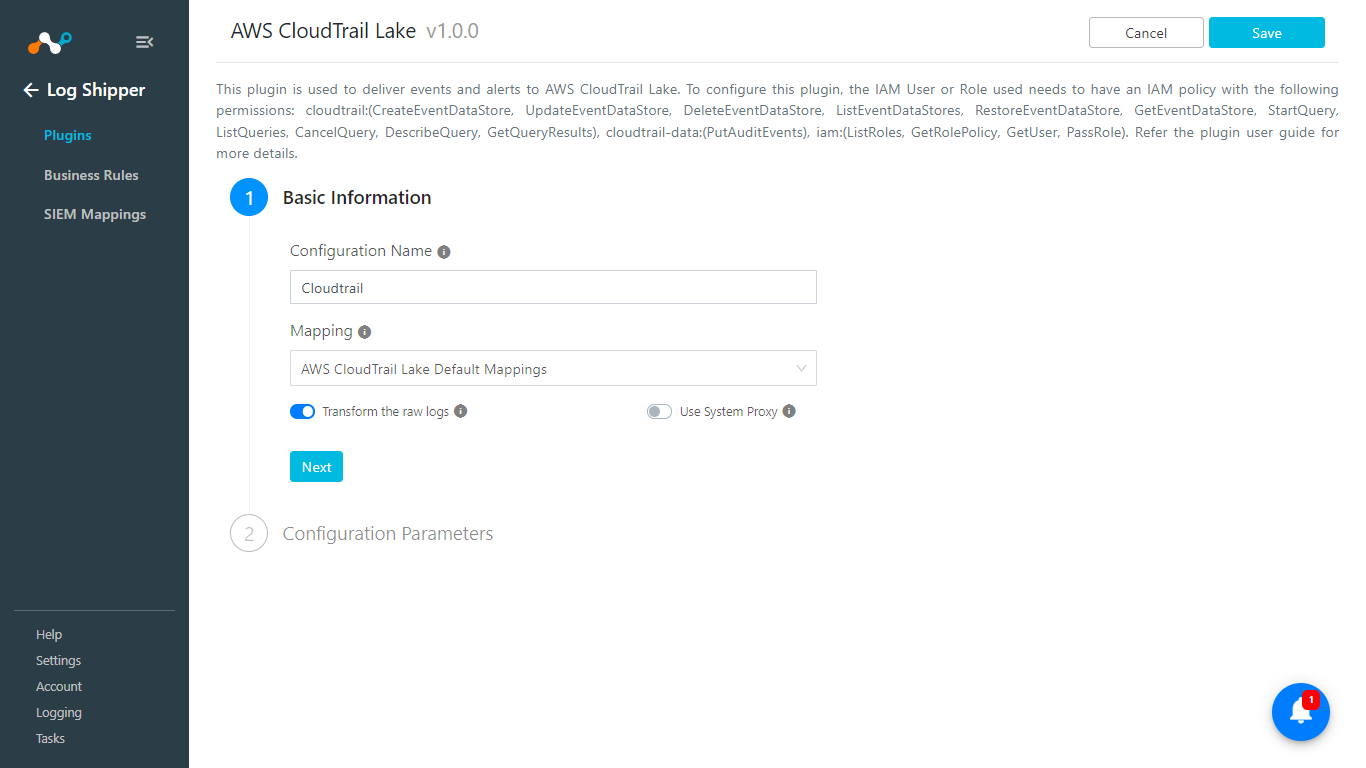 AWS CloudTrail Lake v1.0.0
Cancel
Save
Log Shipper
Plugins
Business Rules
SIEM Mappings
This plugin is used to deliver events and alerts to AWS CloudTrail Lake. To configure this plugin, the IAM User or Role used needs to have an IAM policy with the following
permissions: cloudtrail:(CreateEventDataStore, UpdateEventDataStore, DeleteEventDataStore, ListEventDataStores, RestoreEventDataStore, GetEventDataStore, StartQuery,
ListQueries, CancelQuery, DescribeQuery, GetQueryResults), cloudtrail-data:(PutAuditEvents), iam:(ListRoles, GetRolePolicy, GetUser, PassRole). Refer the plugin user guide for
more details.
1 Basic Information
Configuration Name
Cloudtrail
Mapping
AWS CloudTrail Lake Default Mappings
Transform the raw logs
Use System Proxy
Next
2 Configuration Parameters
Help
Settings
Account
Logging
Tasks
1